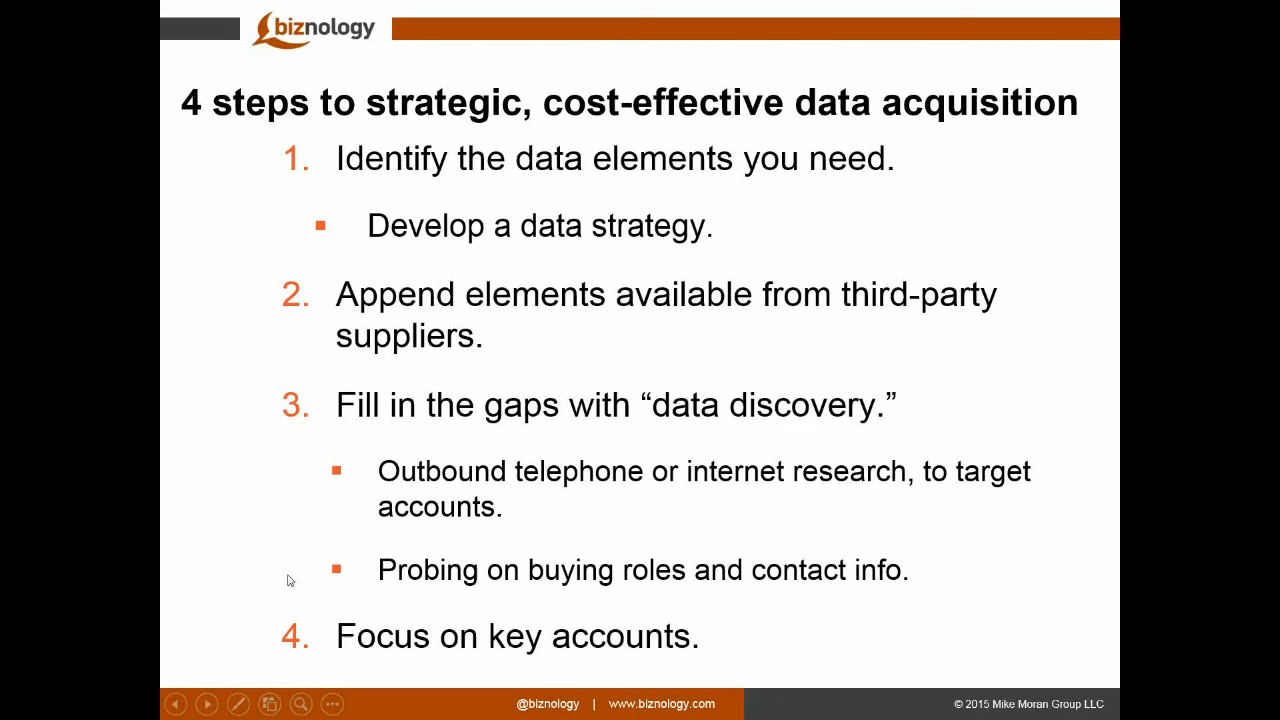 biznology
4 steps to strategic, cost-effective data acquisition
1. Identify the data elements you need.
▪ Develop a data strategy.
2. Append elements available from third-party
suppliers.
3. Fill in the gaps with “data discovery.”
▪ Outbound telephone or internet research, to target
accounts.
▪ Probing on buying roles and contact info.
4. Focus on key accounts.
@biznology | www.biznology.com
© 2015 Mike Moran Group LLC